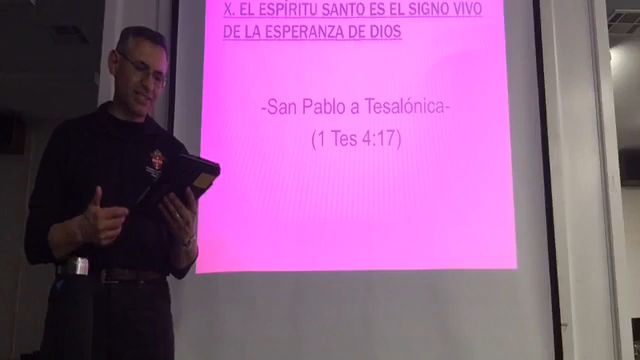 X. EL ESPÍRITU SANTO ES EL SIGNO VIVO
DE LA ESPERANZA DE DIOS
-San Pablo a Tesalónica-
(1 Tes 4:17)